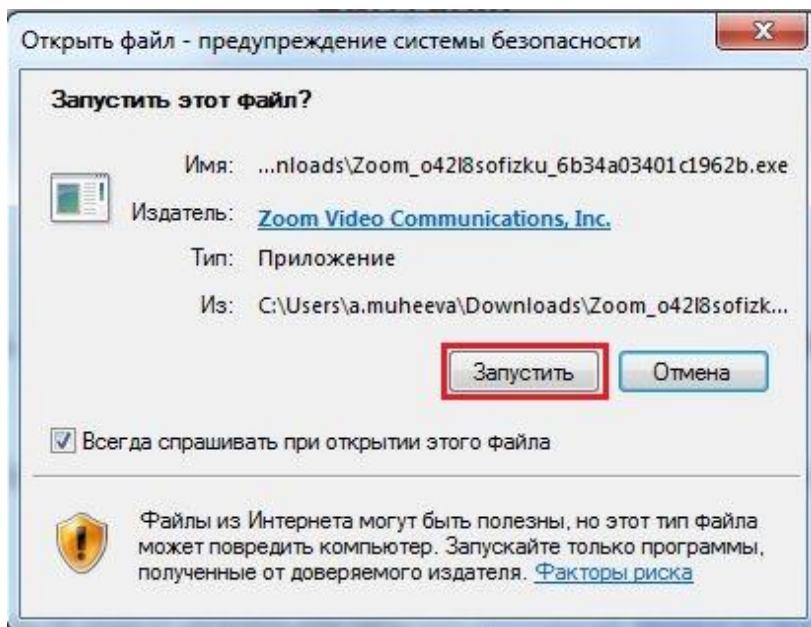 Открыть файл - предупреждение системы безопасности
Запустить этот файл?
Имя: ...nloads\Zoom_o42l8sofizku_6b34a03401c1962b.exe
Издатель: Zoom Video Communications, Inc.
Тип: Приложение
Из: C:\Users\a.muheeva\Downloads\Zoom_o42l8sofizk...
Запустить Отмена
Всегда спрашивать при открытии этого файла
Файлы из Интернета могут быть полезны, но этот тип файла
может повредить компьютер. Запускайте только программы,
полученные от доверяемого издателя. Факторы риска